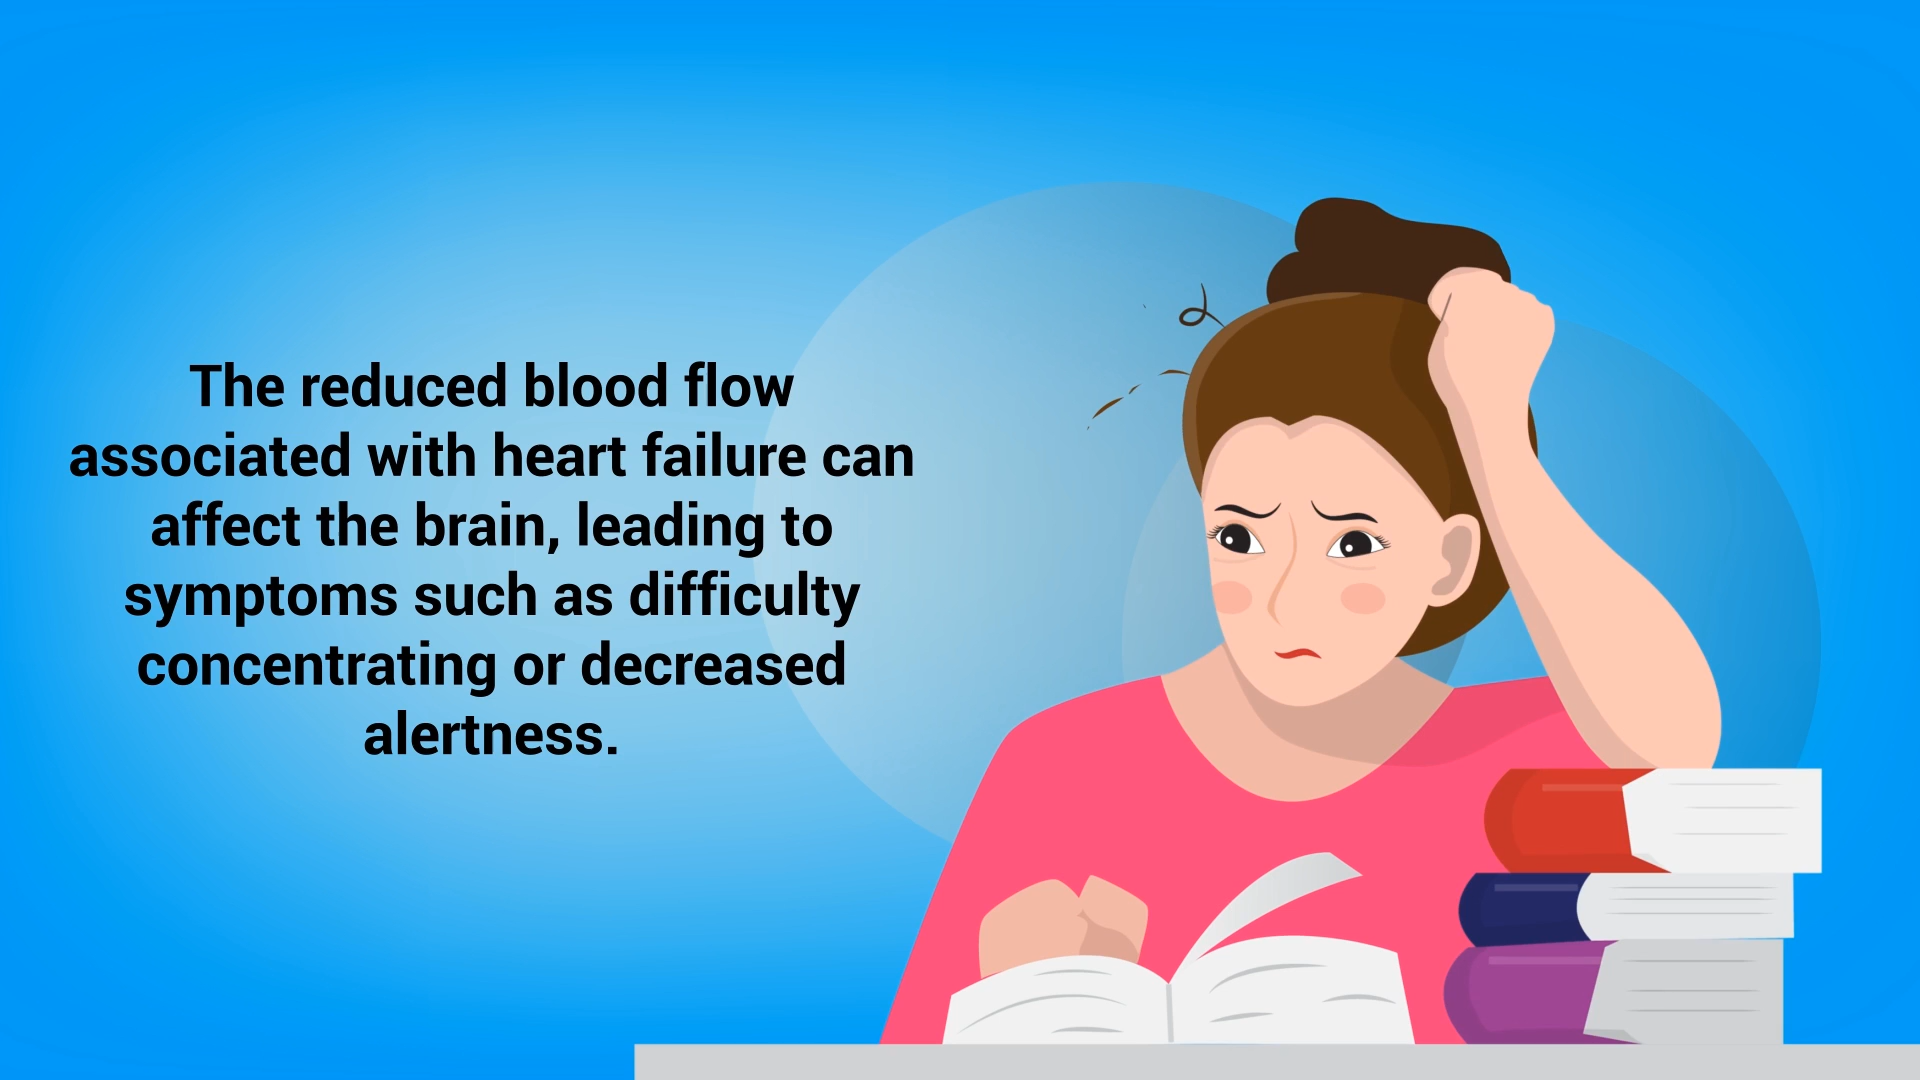 The reduced blood flow
associated with heart failure can
affect the brain, leading to
symptoms such as difficulty
concentrating or decreased
alertness.